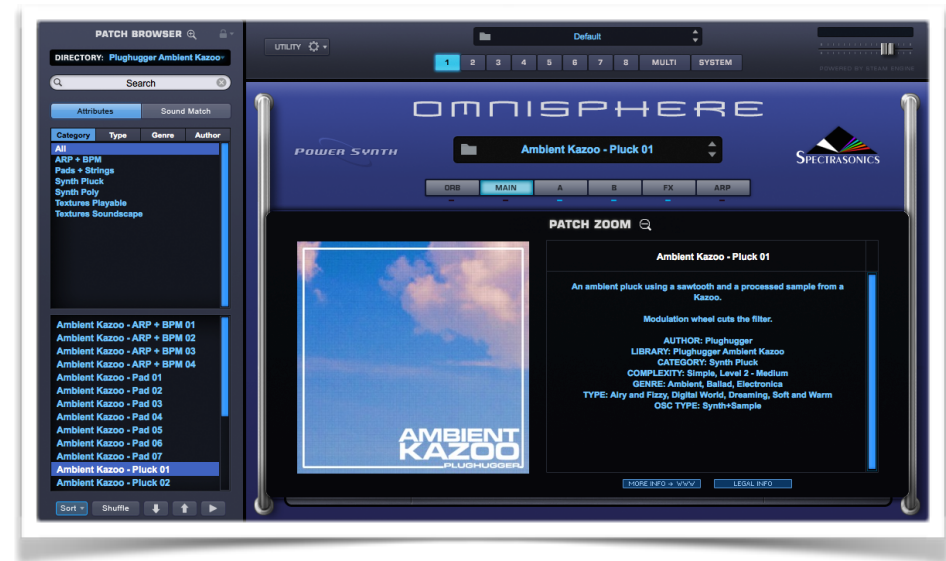 PATCH BROWSER
DIRECTORY: Plughugger Ambient Kazoo
Search
Attributes Sound Match
Category Type Genre Author
All
ARP + BPM
Pads + Strings
Synth Pluck
Synth Poly
Textures Playable
Textures Soundscape
Ambient Kazoo - ARP + BPM 01
Ambient Kazoo - ARP + BPM 02
Ambient Kazoo - ARP + BPM 03
Ambient Kazoo - ARP + BPM 04
Ambient Kazoo - Pad 01
Ambient Kazoo - Pad 02
Ambient Kazoo - Pad 03
Ambient Kazoo - Pad 04
Ambient Kazoo - Pad 05
Ambient Kazoo - Pad 06
Ambient Kazoo - Pad 07
Ambient Kazoo - Pluck 01
Ambient Kazoo - Pluck 02
Sort Shuffle
UTILITY
Default
1 2 3 4 5 6 7 8 MULTI SYSTEM
POWERED BY STEAM ENGINE
OMNISPHERE
POWER SYNTH
Ambient Kazoo - Pluck 01
SPECTRASONICS
ORB MAIN A B FX ARP
PATCH ZOOM
AMBIENT
KAZOO
PLUGHUGGER
Ambient Kazoo - Pluck 01
An ambient pluck using a sawtooth and a processed sample from a
Kazoo.
Modulation wheel cuts the filter.
AUTHOR: Plughugger
LIBRARY: Plughugger Ambient Kazoo
CATEGORY: Synth Pluck
COMPLEXITY: Simple, Level 2 - Medium
GENRE: Ambient, Ballad, Electronica
TYPE: Airy and Fizzy, Digital World, Dreaming, Soft and Warm
OSC TYPE: Synth+Sample
MORE INFO → WWW LEGAL INFO